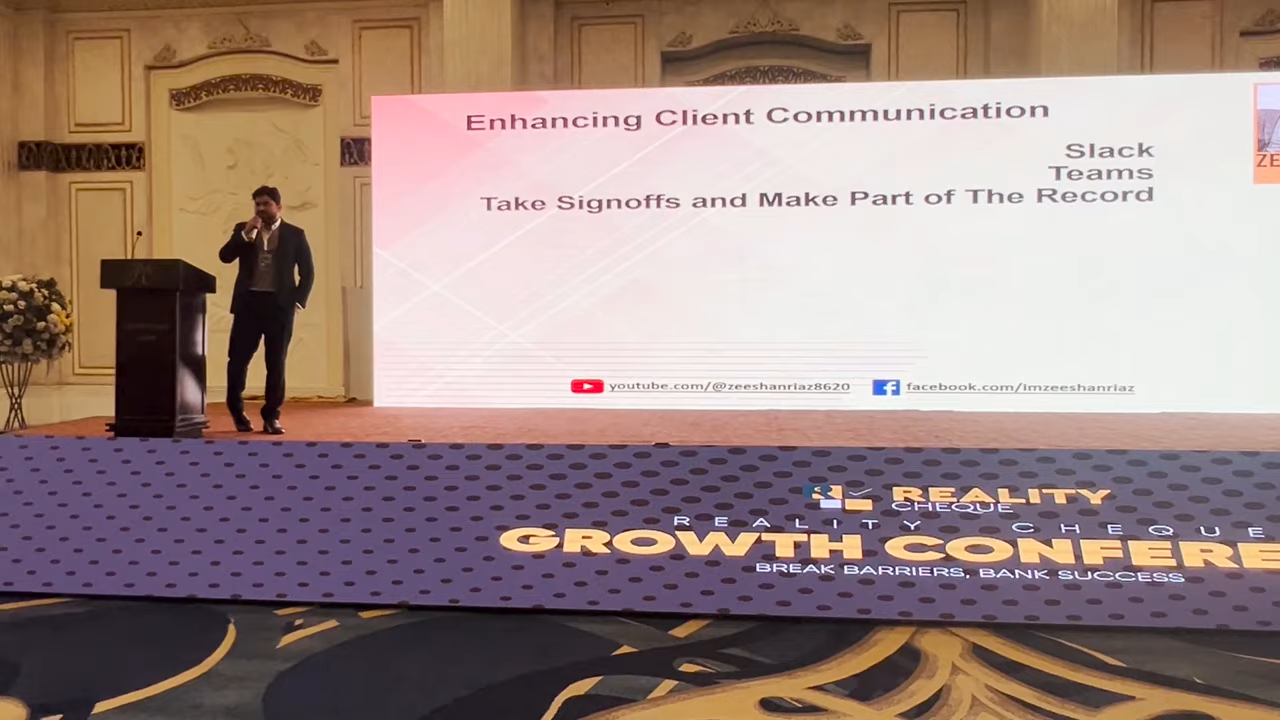 Enhancing Client Communication
Slack
Teams
Take Signoffs and Make Part of The Record
ZE
youtube.com/@zeeshanriaz8620
facebook.com/imzeeshanriaz
REALITY
CHEQUE
REALITY CHEQUE
GROWTH CONFERE
BREAK BARRIERS, BANK SUCCESS